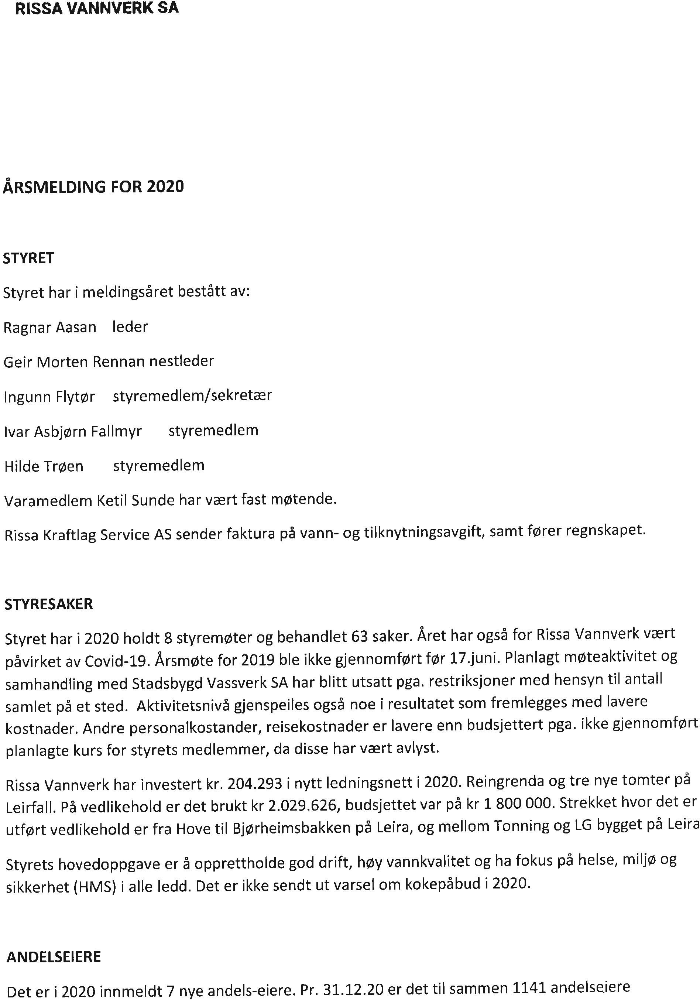 RISSA VANNVERK SA
ÅRSMELDING FOR 2020
STYRET
Styret har i meldingsåret bestått av:
Ragnar Aasan leder
Geir Morten Rennan nestleder
Ingunn Flytør styremedlem/sekretær
Ivar Asbjørn Fallmyr styremedlem
Hilde Trøen styremedlem
Varamedlem Ketil Sunde har vært fast møtende.
Rissa Kraftlag Service AS sender faktura på vann- og tilknytningsavgift, samt fører regnskapet.
STYRESAKER
Styret har i 2020 holdt 8 styremøter og behandlet 63 saker. Året har også for Rissa Vannverk vært
påvirket av Covid-19. Årsmøte for 2019 ble ikke gjennomført før 17.juni. Planlagt møteaktivitet og
samhandling med Stadsbygd Vassverk SA har blitt utsatt pga. restriksjoner med hensyn til antall
samlet på et sted. Aktivitetsnivå gjenspeiles også noe i resultatet som fremlegges med lavere
kostnader. Andre personalkostander, reisekostnader er lavere enn budsjettert pga. ikke gjennomført
planlagte kurs for styrets medlemmer, da disse har vært avlyst.
Rissa Vannverk har investert kr. 204.293 i nytt ledningsnett i 2020. Reingrenda og tre nye tomter på
Leirfall. På vedlikehold er det brukt kr 2.029.626, budsjettet var på kr 1 800 000. Strekket hvor det er
utført vedlikehold er fra Hove til Bjørheimsbakken på Leira, og mellom Tonning og LG bygget på Leira
Styrets hovedoppgave er å opprettholde god drift, høy vannkvalitet og ha fokus på helse, miljø og
sikkerhet (HMS) i alle ledd. Det er ikke sendt ut varsel om kokepåbud i 2020.
ANDELSEIERE
Det er i 2020 innmeldt 7 nye andels-eiere. Pr. 31.12.20 er det til sammen 1141 andelseiere